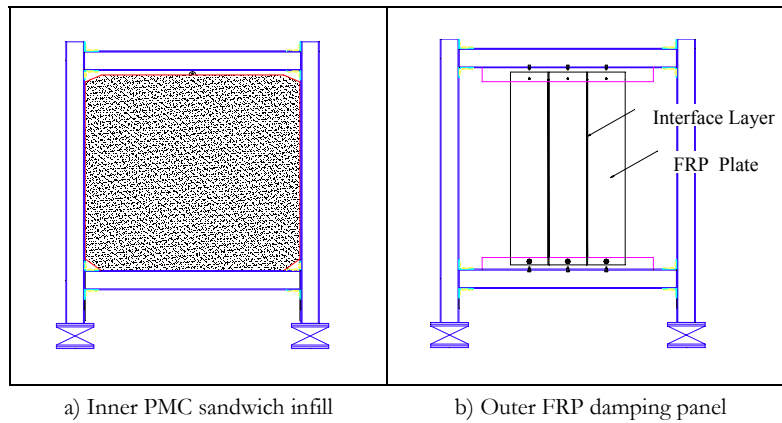 Interface Layer
FRP Plate
a) Inner PMC sandwich infill
b) Outer FRP damping panel